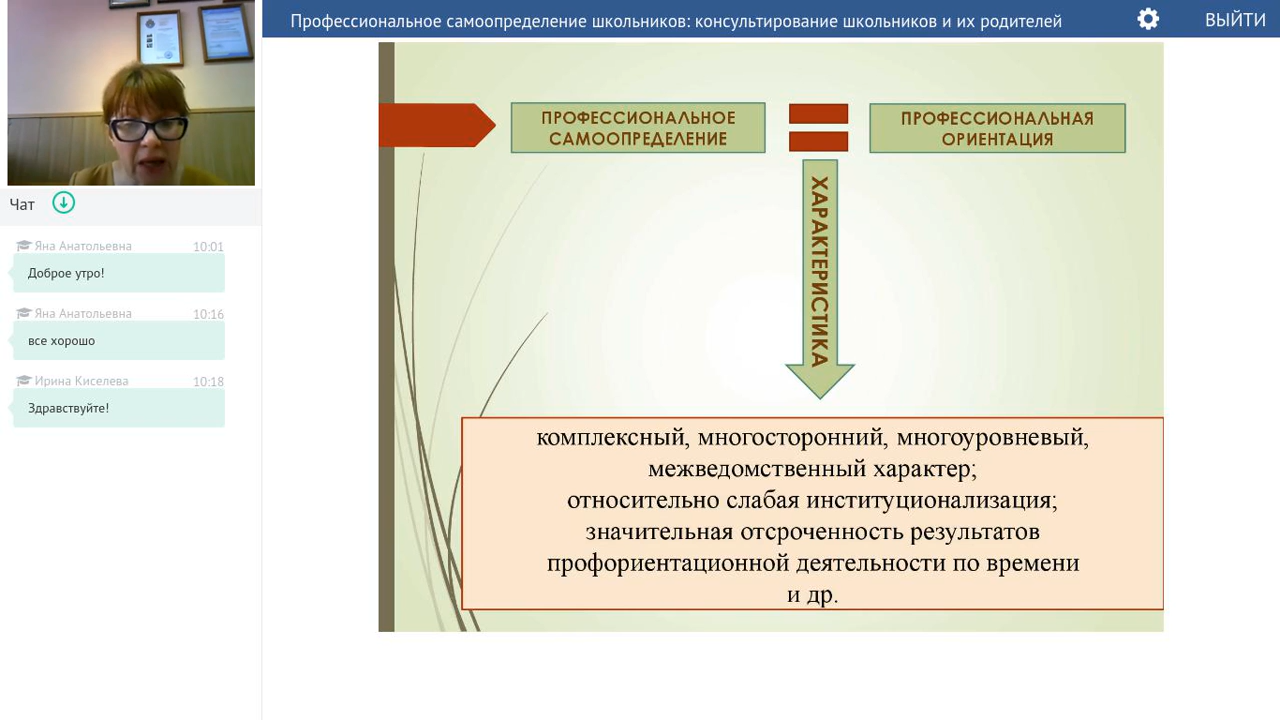 Профессиональное самоопределение школьников: консультирование школьников и их родителей
ВЫЙТИ
Чат
Яна Анатольевна 10:01
Доброе утро!
Яна Анатольевна 10:16
все хорошо
Ирина Киселева 10:18
Здравствуйте!
ПРОФЕССИОНАЛЬНОЕ
САМООПРЕДЕЛЕНИЕ
ПРОФЕССИОНАЛЬНАЯ
ОРИЕНТАЦИЯ
ХАРАКТЕРИСТИКА
комплексный, многосторонний, многоуровневый,
межведомственный характер;
относительно слабая институционализация;
значительная отсроченность результатов
профориентационной деятельности по времени
и др.